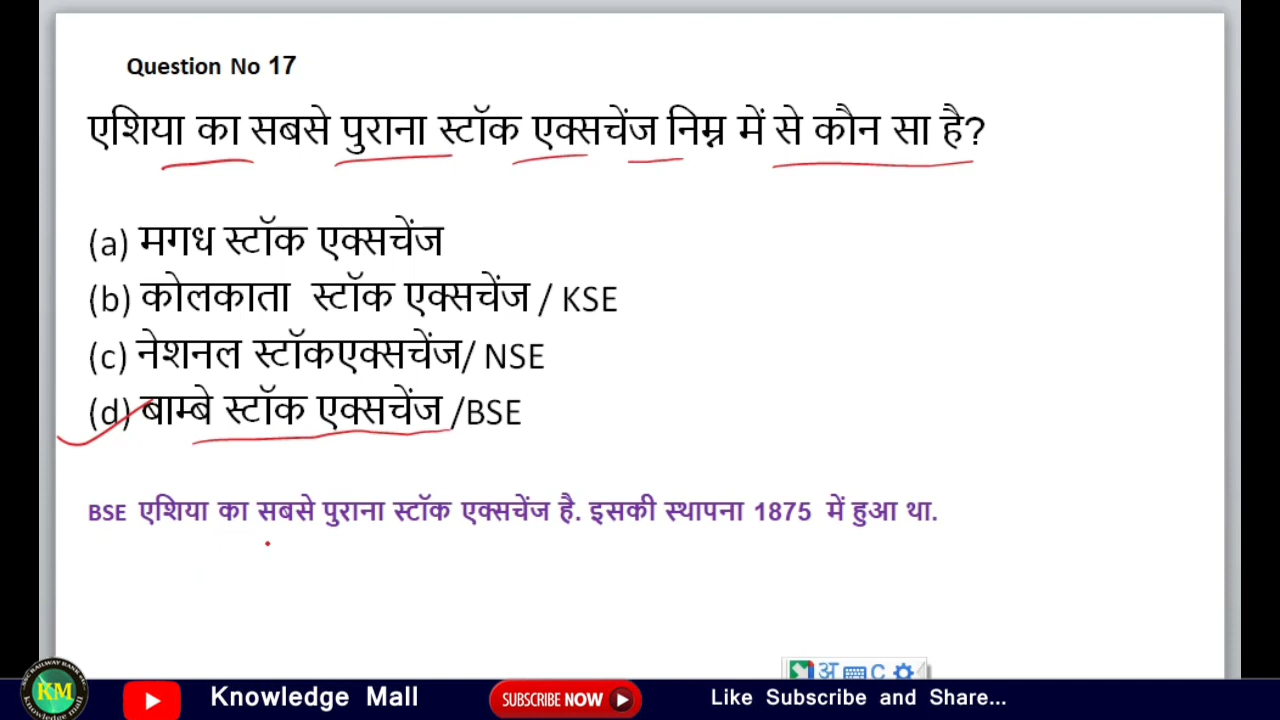 Question No 17
एशिया का सबसे पुराना स्टॉक एक्सचेंज निम्न में से कौन सा है?
(a) मगध स्टॉक एक्सचेंज
(b) कोलकाता स्टॉक एक्सचेंज / KSE
(c) नेशनल स्टॉकएक्सचेंज/ NSE
(d) बाम्बे स्टॉक एक्सचेंज /BSE
BSE एशिया का सबसे पुराना स्टॉक एक्सचेंज है. इसकी स्थापना 1875 में हुआ था.
अ C
KM Knowledge Mall SUBSCRIBE NOW Like Subscribe and Share...